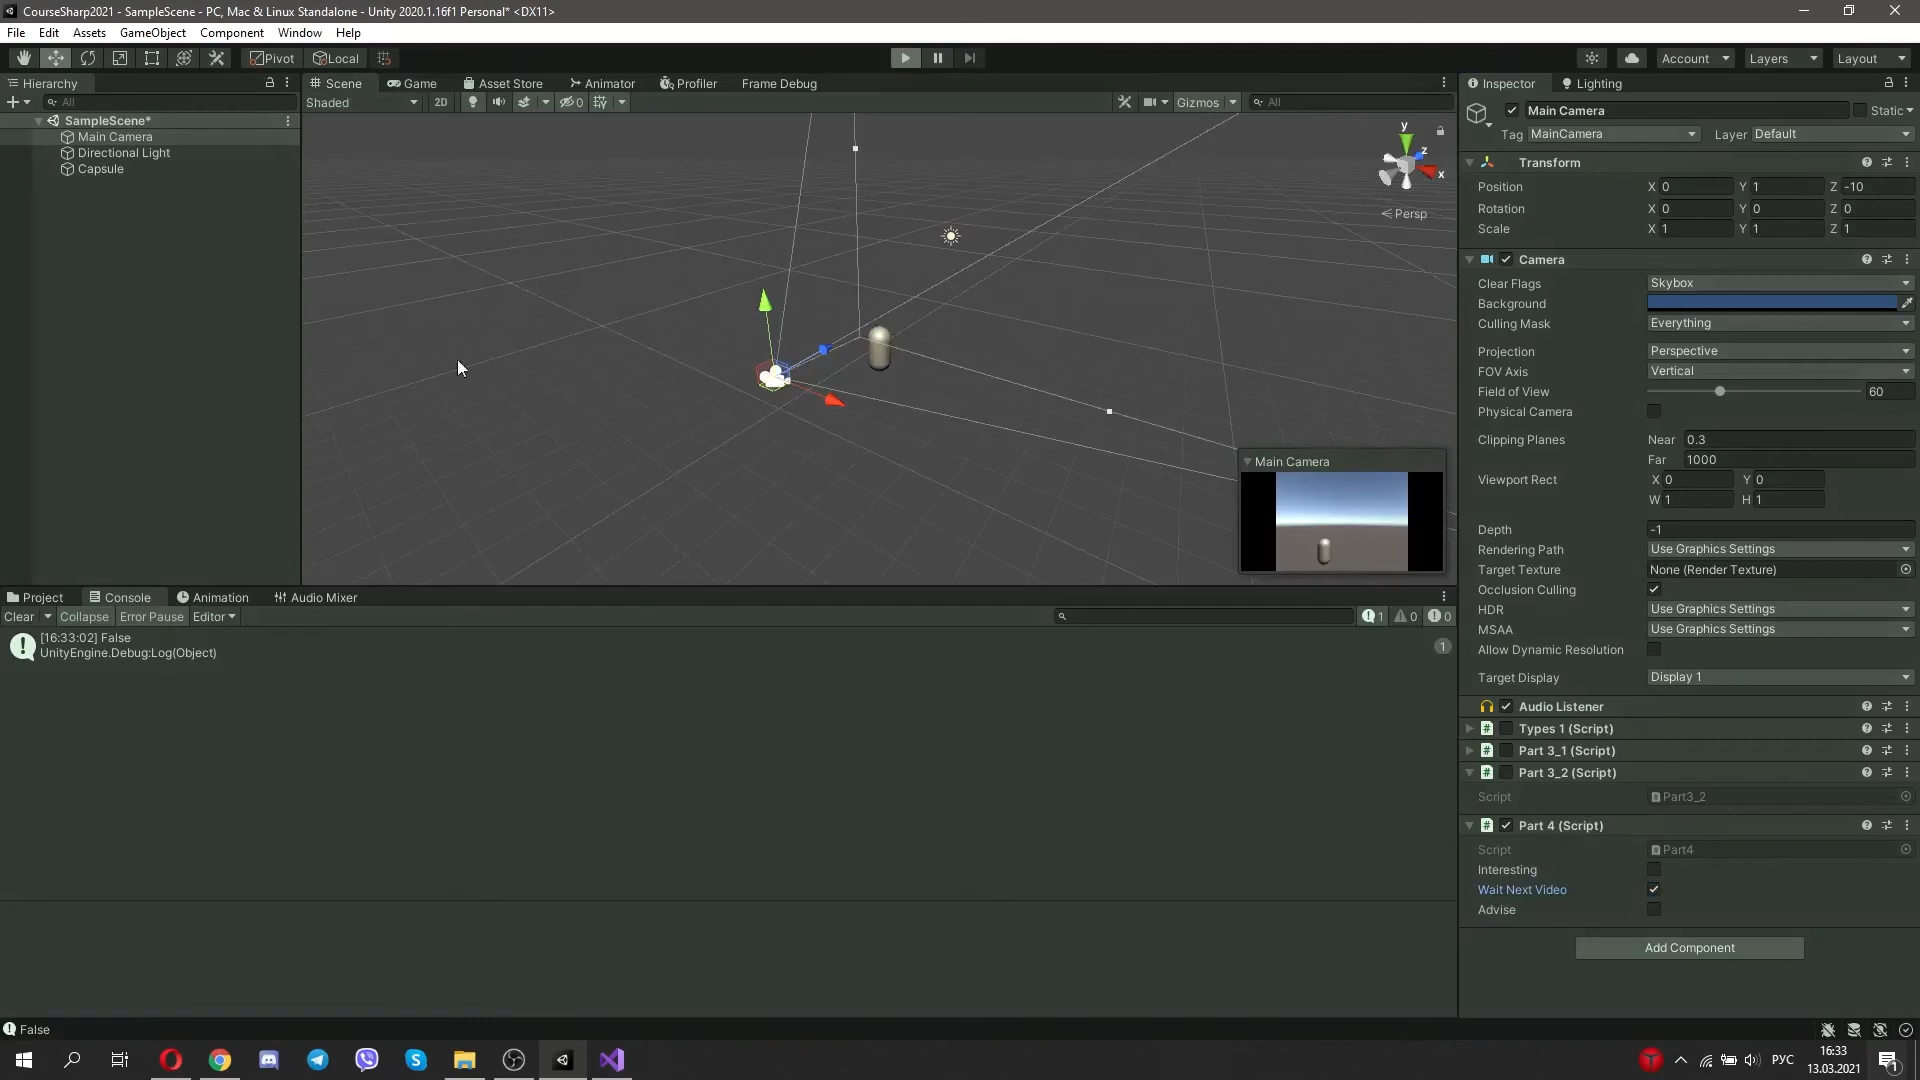 CourseSharp2021 - SampleScene - PC, Mac & Linux Standalone - Unity 2020.1.16f1 Personal* <DX11>
File Edit Assets GameObject Component Window Help
Pivot Local Account Layers Layout
Hierarchy Scene Game Asset Store Animator Profiler Frame Debug Inspector Lighting
All Shaded 2D 0 Gizmos All
SampleScene*
Main Camera
Directional Light
Capsule
y
z
x
Persp
Main Camera
Main Camera Static
Tag MainCamera Layer Default
Transform
Position X 0 Y 1 Z -10
Rotation X 0 Y 0 Z 0
Scale X 1 Y 1 Z 1
Camera
Clear Flags Skybox
Background
Culling Mask Everything
Projection Perspective
FOV Axis Vertical
Field of View 60
Physical Camera
Clipping Planes Near 0.3
Far 1000
Viewport Rect X 0 Y 0
W 1 H 1
Depth -1
Rendering Path Use Graphics Settings
Target Texture None (Render Texture)
Occlusion Culling
HDR Use Graphics Settings
MSAA Use Graphics Settings
Allow Dynamic Resolution
Target Display Display 1
Audio Listener
Types 1 (Script)
Part 3_1 (Script)
Part 3_2 (Script)
Script Part3_2
Part 4 (Script)
Script Part4
Interesting
Wait Next Video
Advise
Add Component
Project Console Animation Audio Mixer
Clear Collapse Error Pause Editor 1 0 0
[16:33:02] False
UnityEngine.Debug:Log(Object)
1
False
РУС
16:33
13.03.2021
1